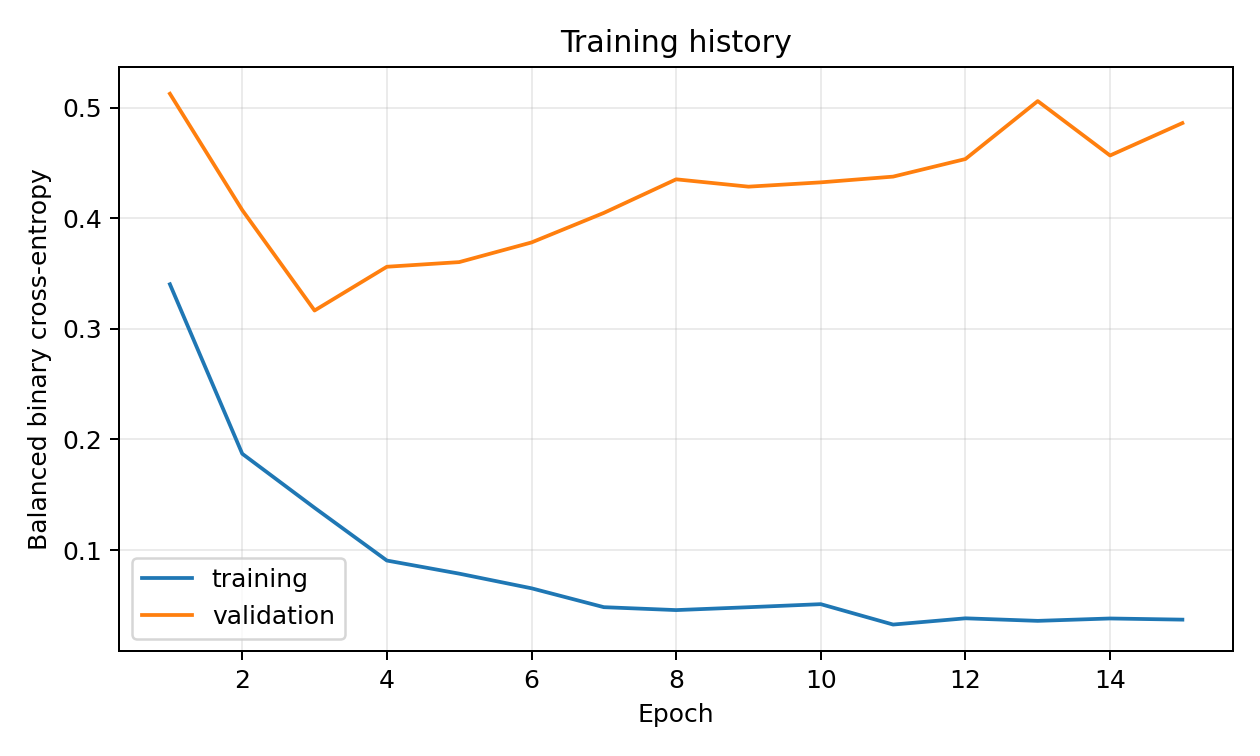 Training history
Balanced binary cross-entropy
0.5
0.4
0.3
0.2
0.1
training
validation
2 4 6 8 10 12 14
Epoch